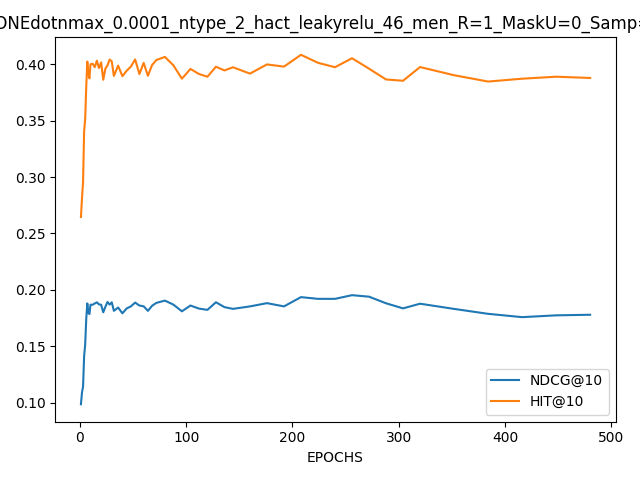 ONEdotnmax_0.0001_ntype_2_hact_leakyrelu_46_men_R=1_MaskU=0_Samp=
0.40
0.35
0.30
0.25
0.20
0.15
0.10
NDCG@10
HIT@10
0 100 200 300 400 500
EPOCHS